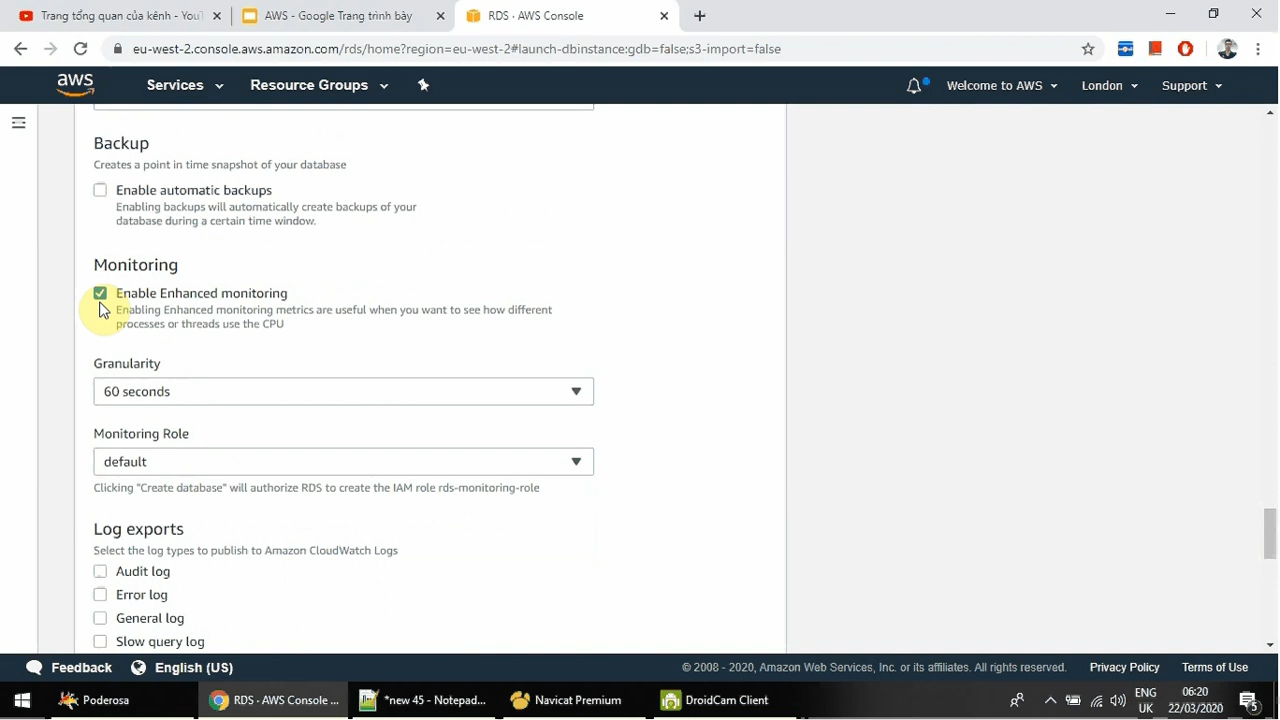 Trang tổng quan của kênh - YouT
AWS - Google Trang trình bày
RDS · AWS Console
eu-west-2.console.aws.amazon.com/rds/home?region=eu-west-2#launch-dbinstance:gdb=false;s3-import=false
aws
Services
Resource Groups
Welcome to AWS
London
Support
Backup
Creates a point in time snapshot of your database
Enable automatic backups
Enabling backups will automatically create backups of your
database during a certain time window.
Monitoring
Enable Enhanced monitoring
Enabling Enhanced monitoring metrics are useful when you want to see how different
processes or threads use the CPU
Granularity
60 seconds
Monitoring Role
default
Clicking "Create database" will authorize RDS to create the IAM role rds-monitoring-role
Log exports
Select the log types to publish to Amazon CloudWatch Logs
Audit log
Error log
General log
Slow query log
Feedback
English (US)
© 2008 - 2020, Amazon Web Services, Inc. or its affiliates. All rights reserved.
Privacy Policy
Terms of Use
Poderosa
RDS - AWS Console ...
*new 45 - Notepad...
Navicat Premium
DroidCam Client
ENG
UK
06:20
22/03/2020
5